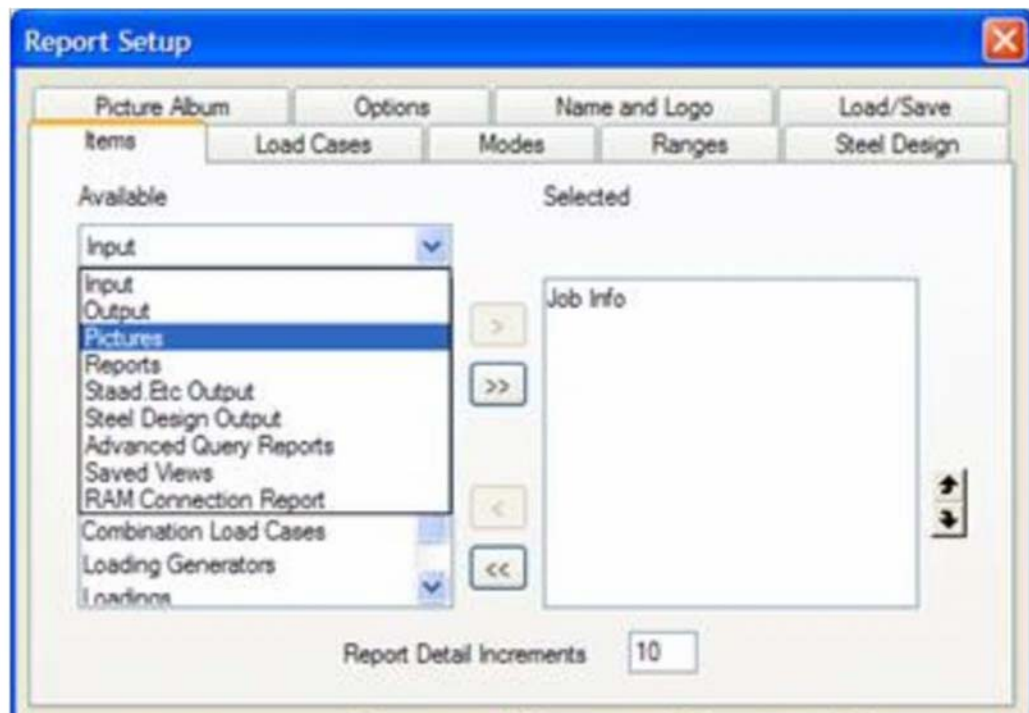 Report Setup
Picture Album Options Name and Logo Load/Save
Items Load Cases Modes Ranges Steel Design
Available Selected
Input
Input
Output
Pictures
Reports
Staad.Etc Output
Steel Design Output
Advanced Query Reports
Saved Views
RAM Connection Report
Combination Load Cases
Loading Generators
Loadings
Job Info
>
>>
<
<<
Report Detail Increments 10